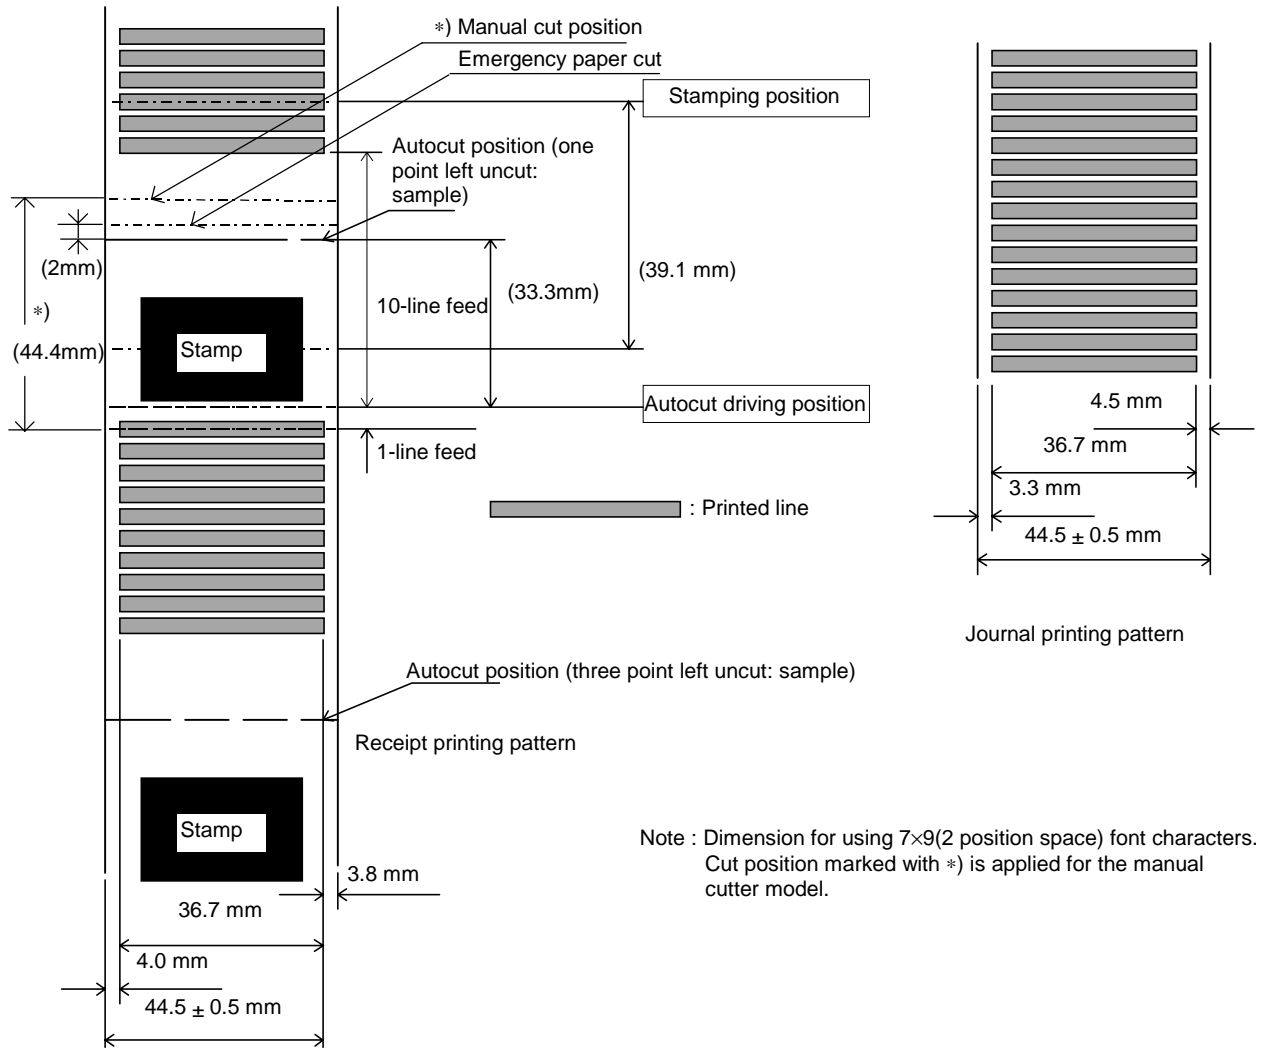 ∗) Manual cut position
Emergency paper cut
Stamping position
Autocut position (one
point left uncut:
sample)
(2mm)
(39.1 mm)
(33.3mm)
10-line feed
∗)
(44.4mm)
Stamp
Autocut driving position
1-line feed
: Printed line
4.5 mm
36.7 mm
3.3 mm
44.5 ± 0.5 mm
Journal printing pattern
Autocut position (three point left uncut: sample)
Receipt printing pattern
Stamp
Note : Dimension for using 7×9(2 position space) font characters.
Cut position marked with ∗) is applied for the manual
cutter model.
3.8 mm
36.7 mm
4.0 mm
44.5 ± 0.5 mm